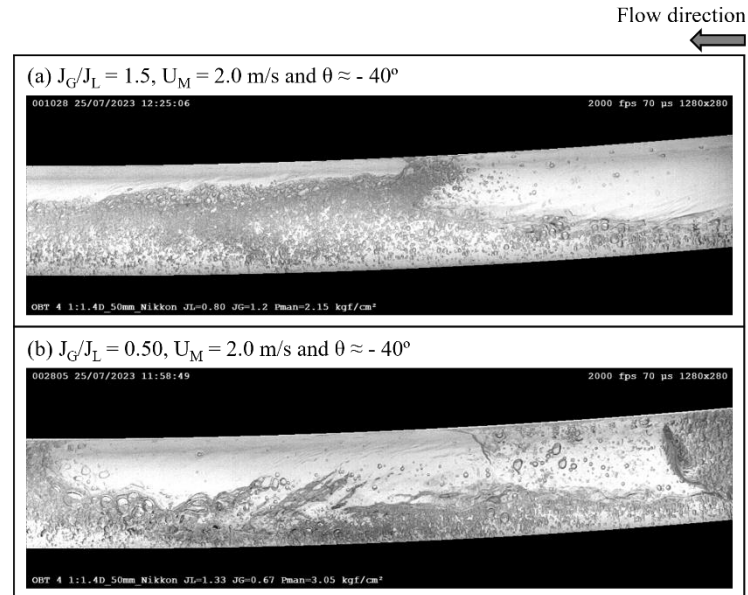 Flow direction
(a) J_G/J_L = 1.5, U_M = 2.0 m/s and θ ≈ - 40º
001028 25/07/2023 12:25:06
2000 fps 70 µs 1280x280
OBT 4 1:1.4D_50mm_Nikkon JL=0.80 JG=1.2 Pman=2.15 kgf/cm²
(b) J_G/J_L = 0.50, U_M = 2.0 m/s and θ ≈ - 40º
002805 25/07/2023 11:58:49
2000 fps 70 µs 1280x280
OBT 4 1:1.4D_50mm_Nikkon JL=1.33 JG=0.67 Pman=3.05 kgf/cm²